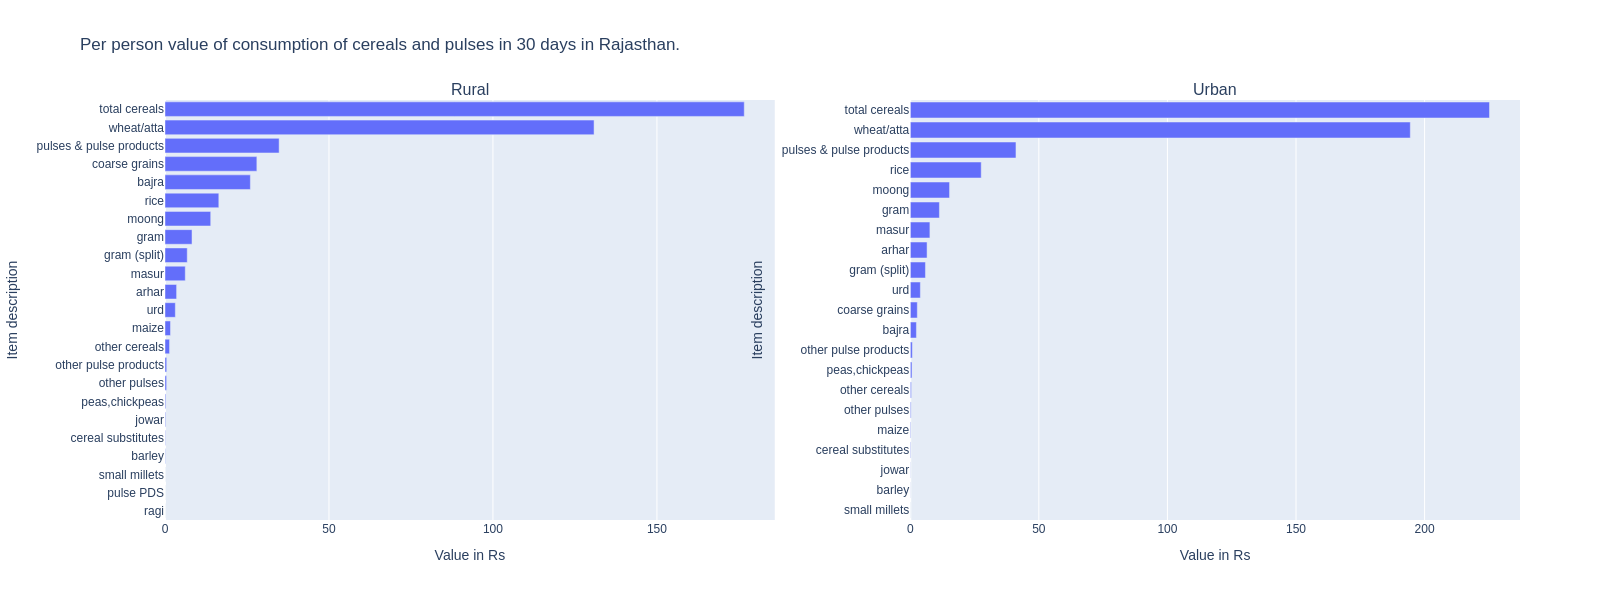 Per person value of consumption of cereals and pulses in 30 days in Rajasthan.
Rural
total cereals
wheat/atta
pulses & pulse products
coarse grains
bajra
rice
moong
gram
gram (split)
masur
arhar
urd
maize
other cereals
other pulse products
other pulses
peas,chickpeas
jowar
cereal substitutes
barley
small millets
pulse PDS
ragi
Item description
0 50 100 150
Value in Rs
Urban
total cereals
wheat/atta
pulses & pulse products
rice
moong
gram
masur
arhar
gram (split)
urd
coarse grains
bajra
other pulse products
peas,chickpeas
other cereals
other pulses
maize
cereal substitutes
jowar
barley
small millets
Item description
0 50 100 150 200
Value in Rs